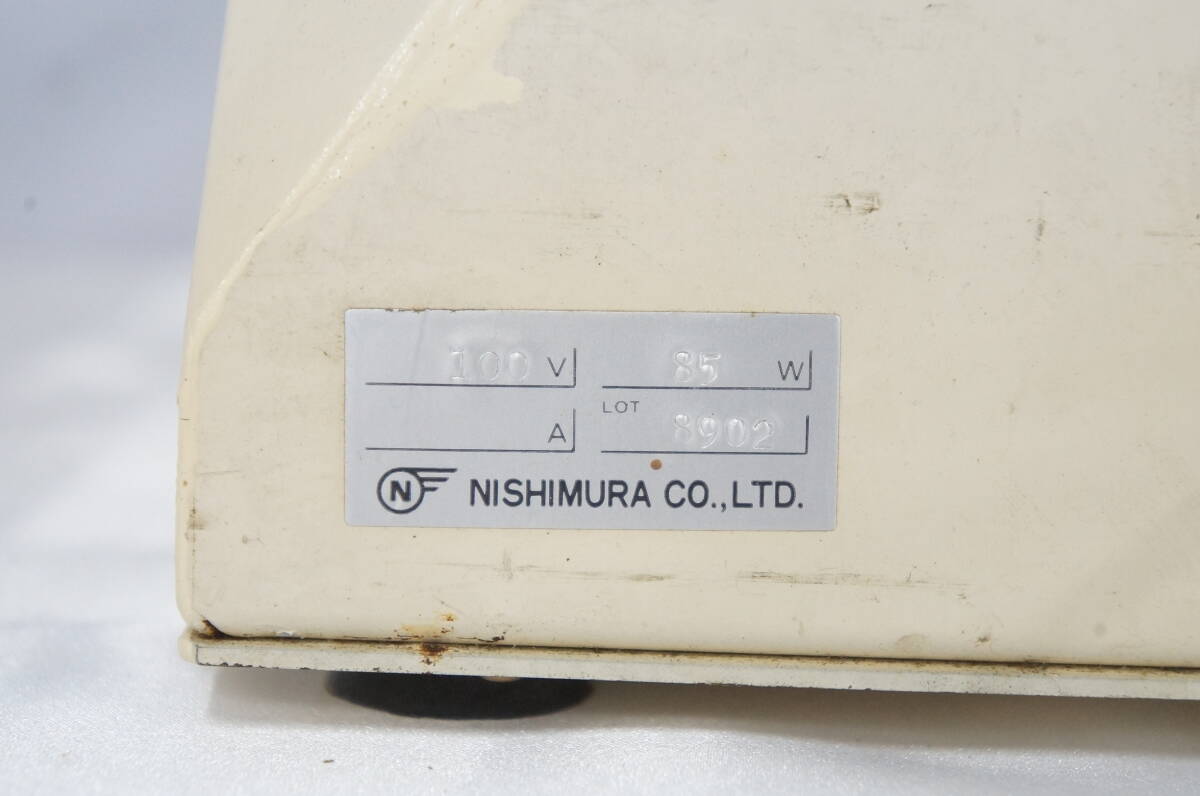 100 V 85 W
A LOT 8902
N NISHIMURA CO.,LTD.